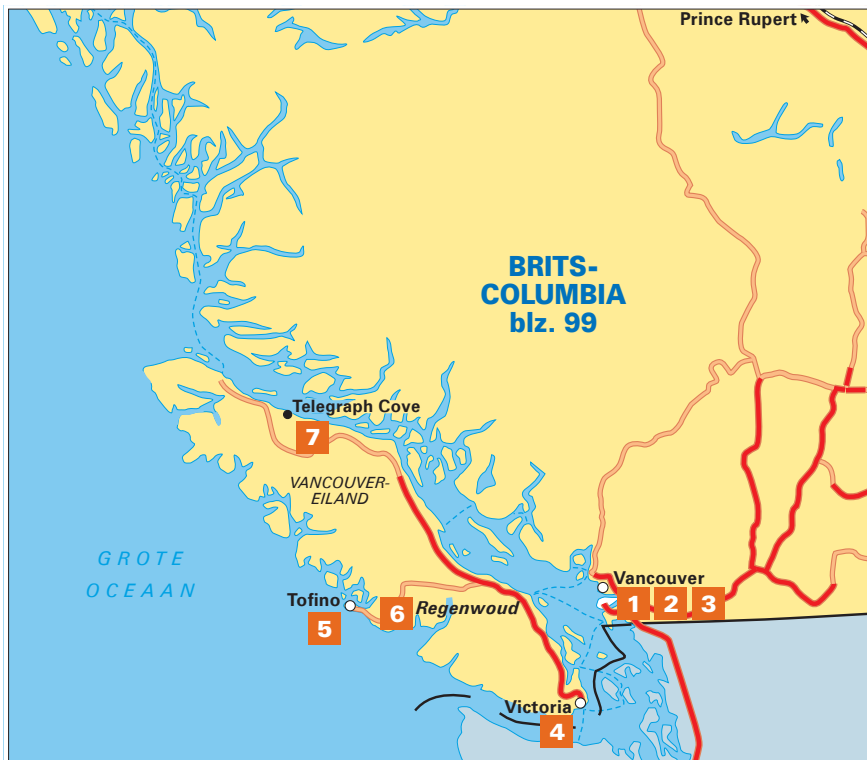 Prince Rupert
BRITS-
COLUMBIA
blz. 99
Telegraph Cove
7
VANCOUVER-
EILAND
GROTE
OCEAAN
Vancouver
1 2 3
Tofino
5
6 Regenwoud
Victoria
4